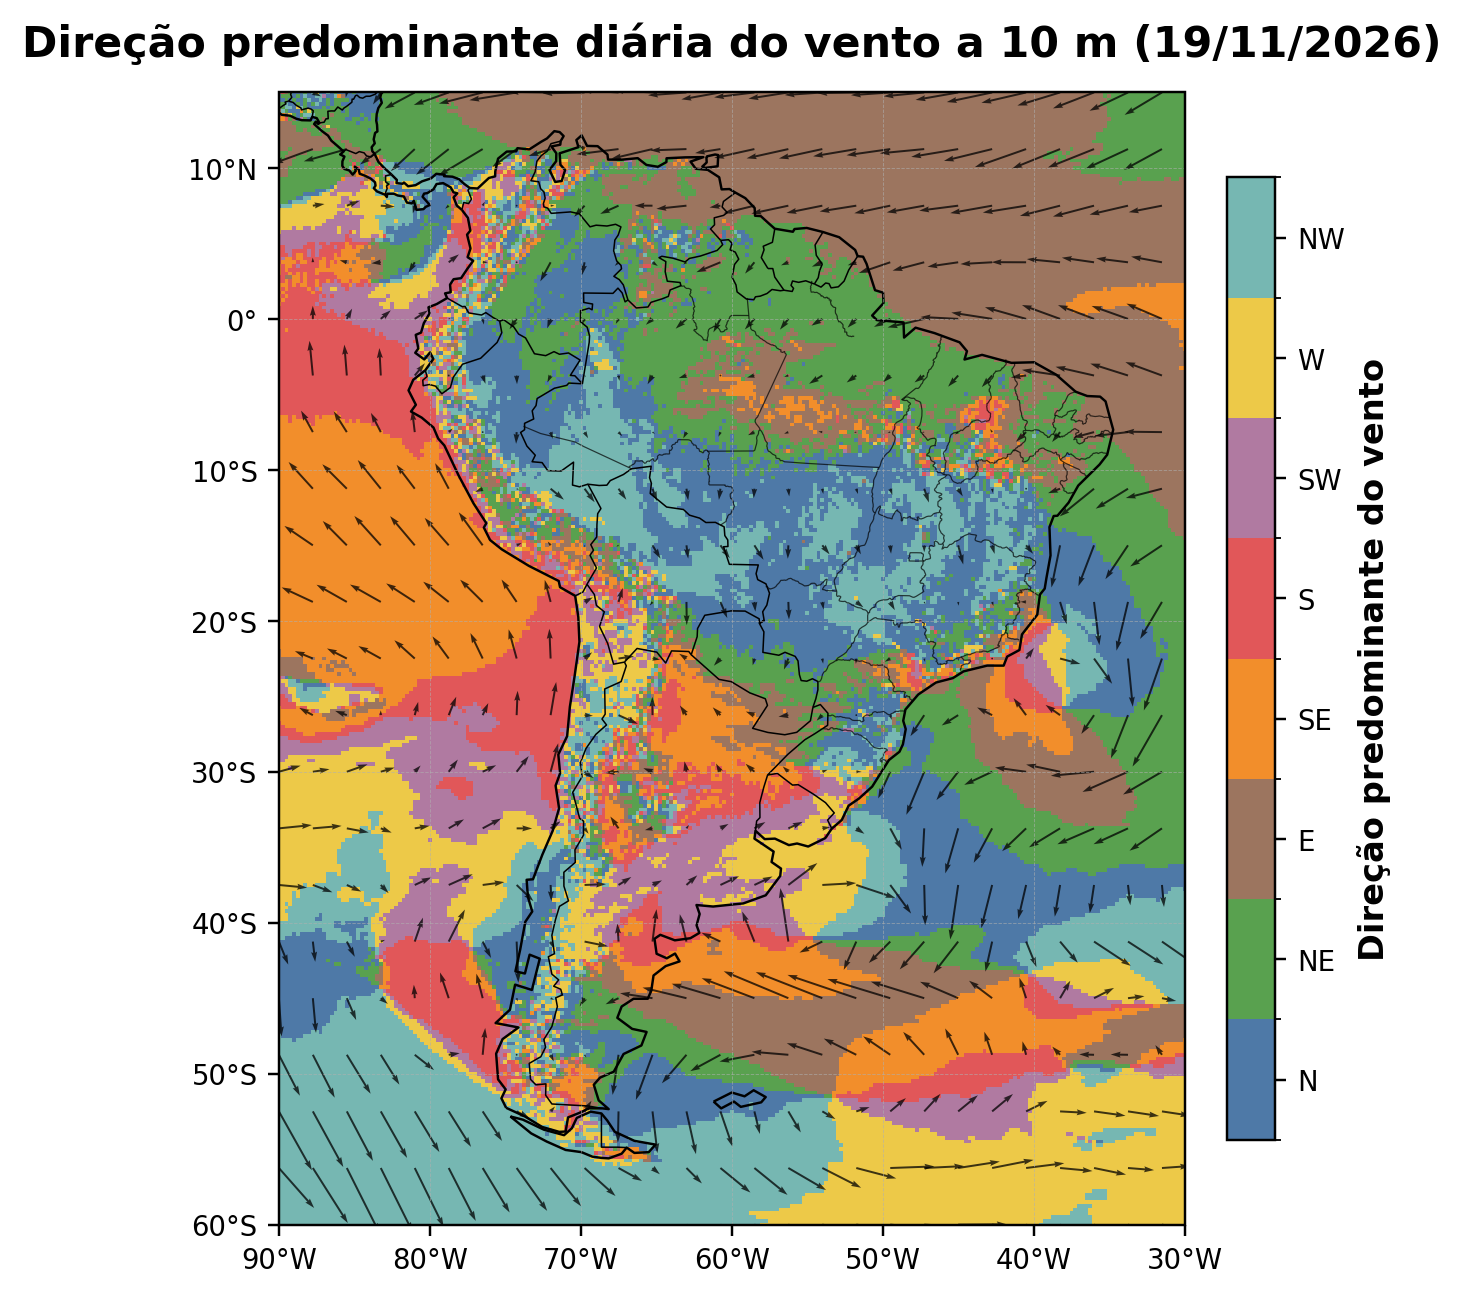 Direção predominante diária do vento a 10 m (19/11/2026)
10°N
0°
10°S
20°S
30°S
40°S
50°S
60°S
90°W
80°W
70°W
60°W
50°W
40°W
30°W
NW
W
SW
S
SE
E
NE
N
Direção predominante do vento